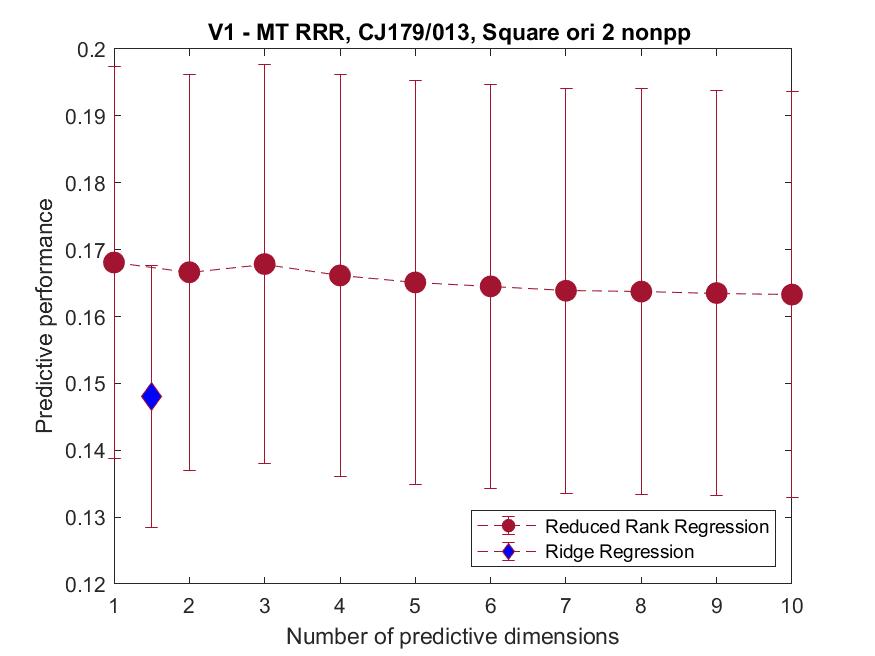 V1 - MT RRR, CJ179/013, Square ori 2 nonpp
0.2
0.19
0.18
0.17
0.16
0.15
0.14
0.13
0.12
Predictive performance
Reduced Rank Regression
Ridge Regression
1 2 3 4 5 6 7 8 9 10
Number of predictive dimensions